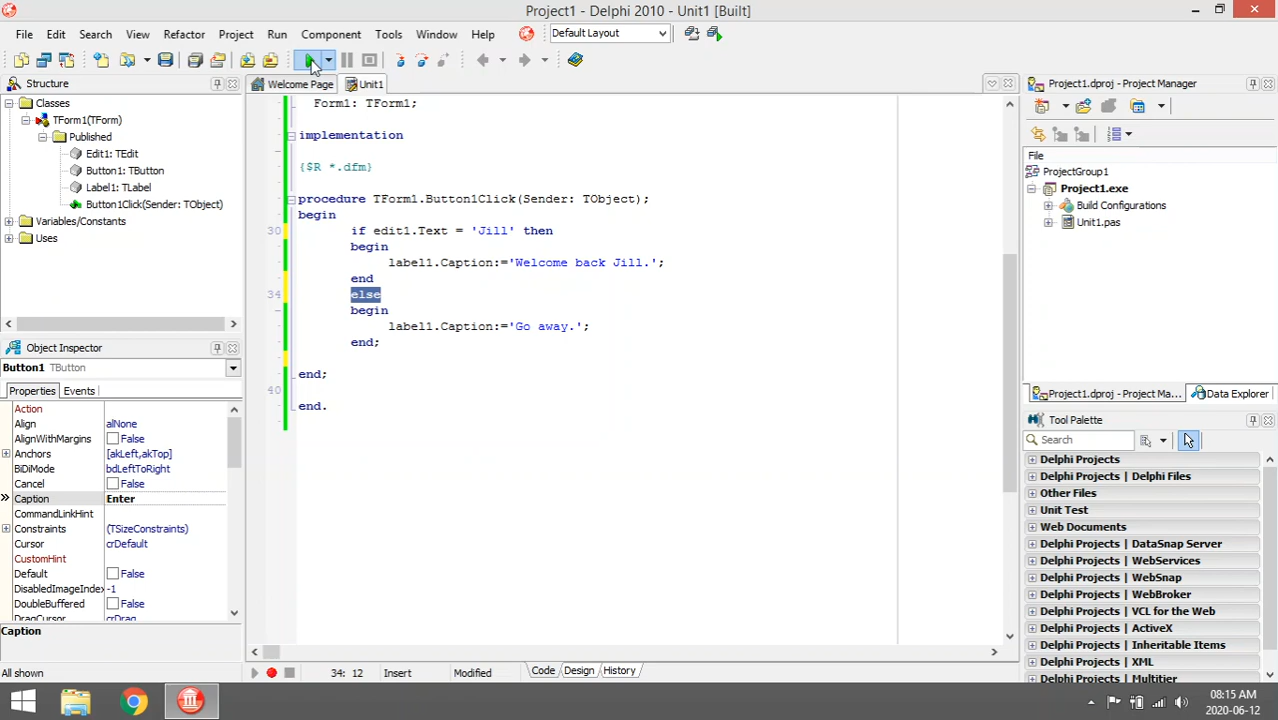 Project1 - Delphi 2010 - Unit1 [Built]
File Edit Search View Refactor Project Run Component Tools Window Help Default Layout
Structure
Classes
TForm1(TForm)
Published
Edit1: TEdit
Button1: TButton
Label1: TLabel
Button1Click(Sender: TObject)
Variables/Constants
Uses
Object Inspector
Button1 TButton
Properties Events
Action
Align alNone
AlignWithMargins False
Anchors [akLeft,akTop]
BiDiMode bdLeftToRight
Cancel False
Caption Enter
CommandLinkHint
Constraints (TSizeConstraints)
Cursor crDefault
CustomHint
Default False
DisabledImageIndex -1
DoubleBuffered False
DragCursor crDrag
Caption
All shown
Welcome Page Unit1
Form1: TForm1;
implementation
{$R *.dfm}
procedure TForm1.Button1Click(Sender: TObject);
begin
30 if edit1.Text = 'Jill' then
begin
label1.Caption:='Welcome back Jill.';
end
34 else
begin
label1.Caption:='Go away.';
end;
end;
40
end.
34: 12 Insert Modified Code Design History
Project1.dproj - Project Manager
File
ProjectGroup1
Project1.exe
Build Configurations
Unit1.pas
Project1.dproj - Project Ma... Data Explorer
Tool Palette
Search
Delphi Projects
Delphi Projects | Delphi Files
Other Files
Unit Test
Web Documents
Delphi Projects | DataSnap Server
Delphi Projects | WebServices
Delphi Projects | WebSnap
Delphi Projects | WebBroker
Delphi Projects | VCL for the Web
Delphi Projects | ActiveX
Delphi Projects | Inheritable Items
Delphi Projects | XML
Delphi Projects | Multitier
08:15 AM
2020-06-12